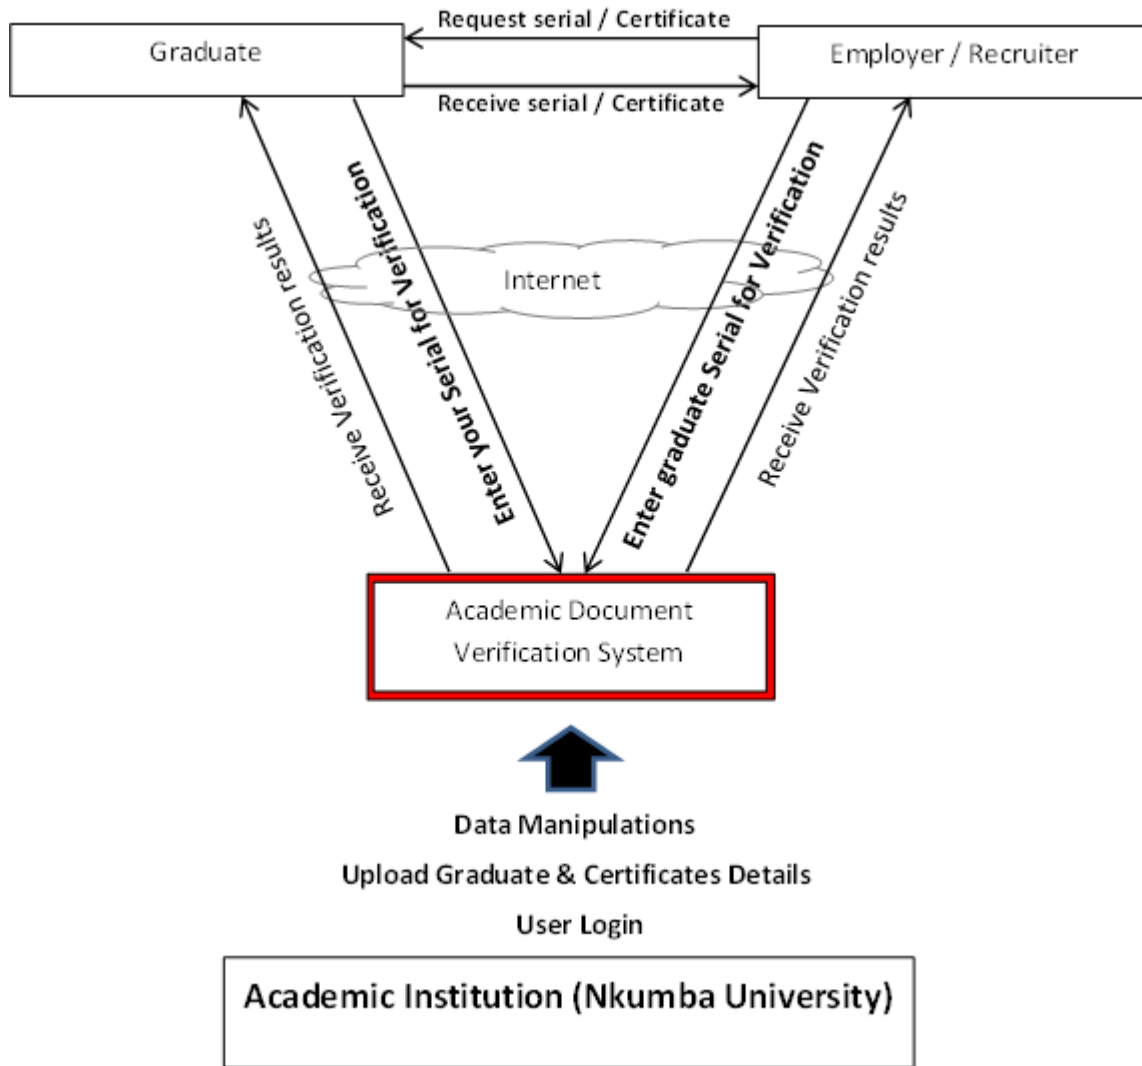 Request serial / Certificate
Graduate
Employer / Recruiter
Receive serial / Certificate
Receive Verification results
Enter your Serial for Verification
Internet
Enter graduate Serial for Verification
Receive Verification results
Academic Document
Verification System
Data Manipulations
Upload Graduate & Certificates Details
User Login
Academic Institution (Nkumba University)